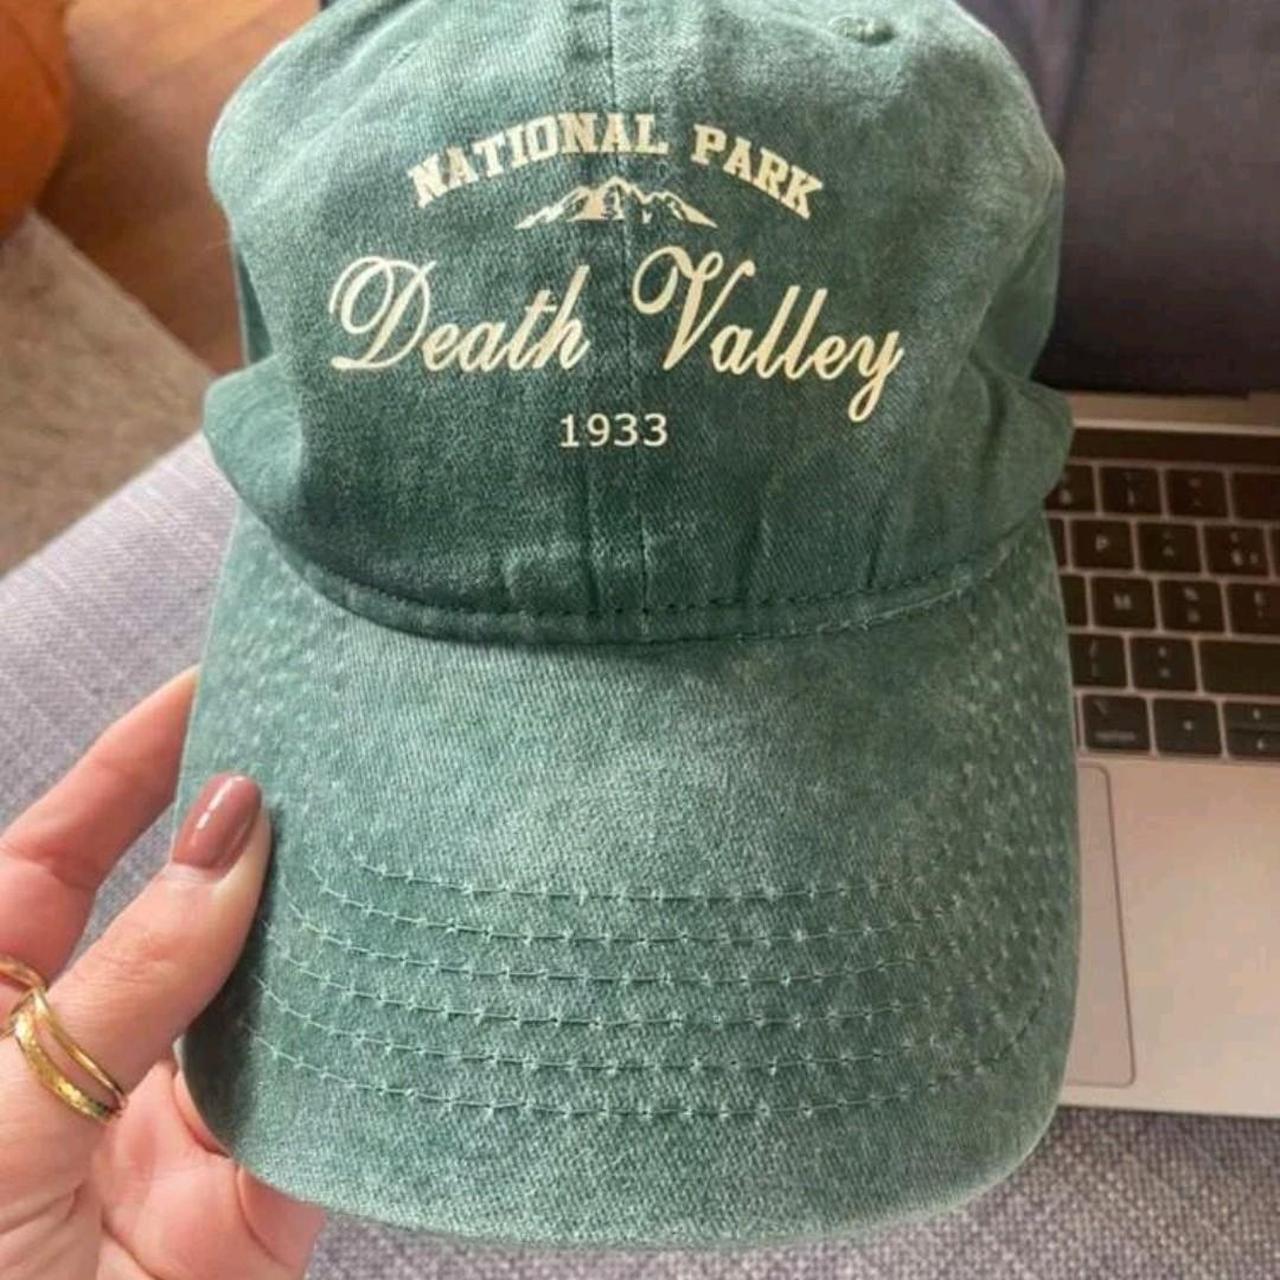 NATIONAL PARK
Death Valley
1933
P
M